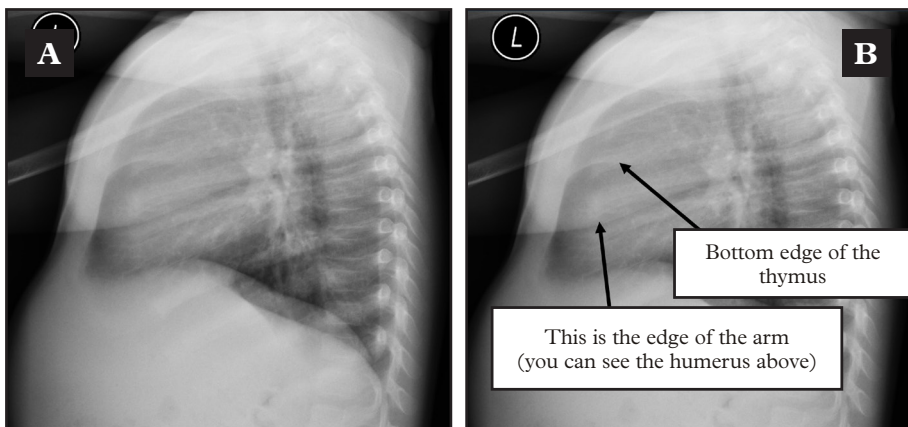 A
L
B
Bottom edge of the
thymus
This is the edge of the arm
(you can see the humerus above)